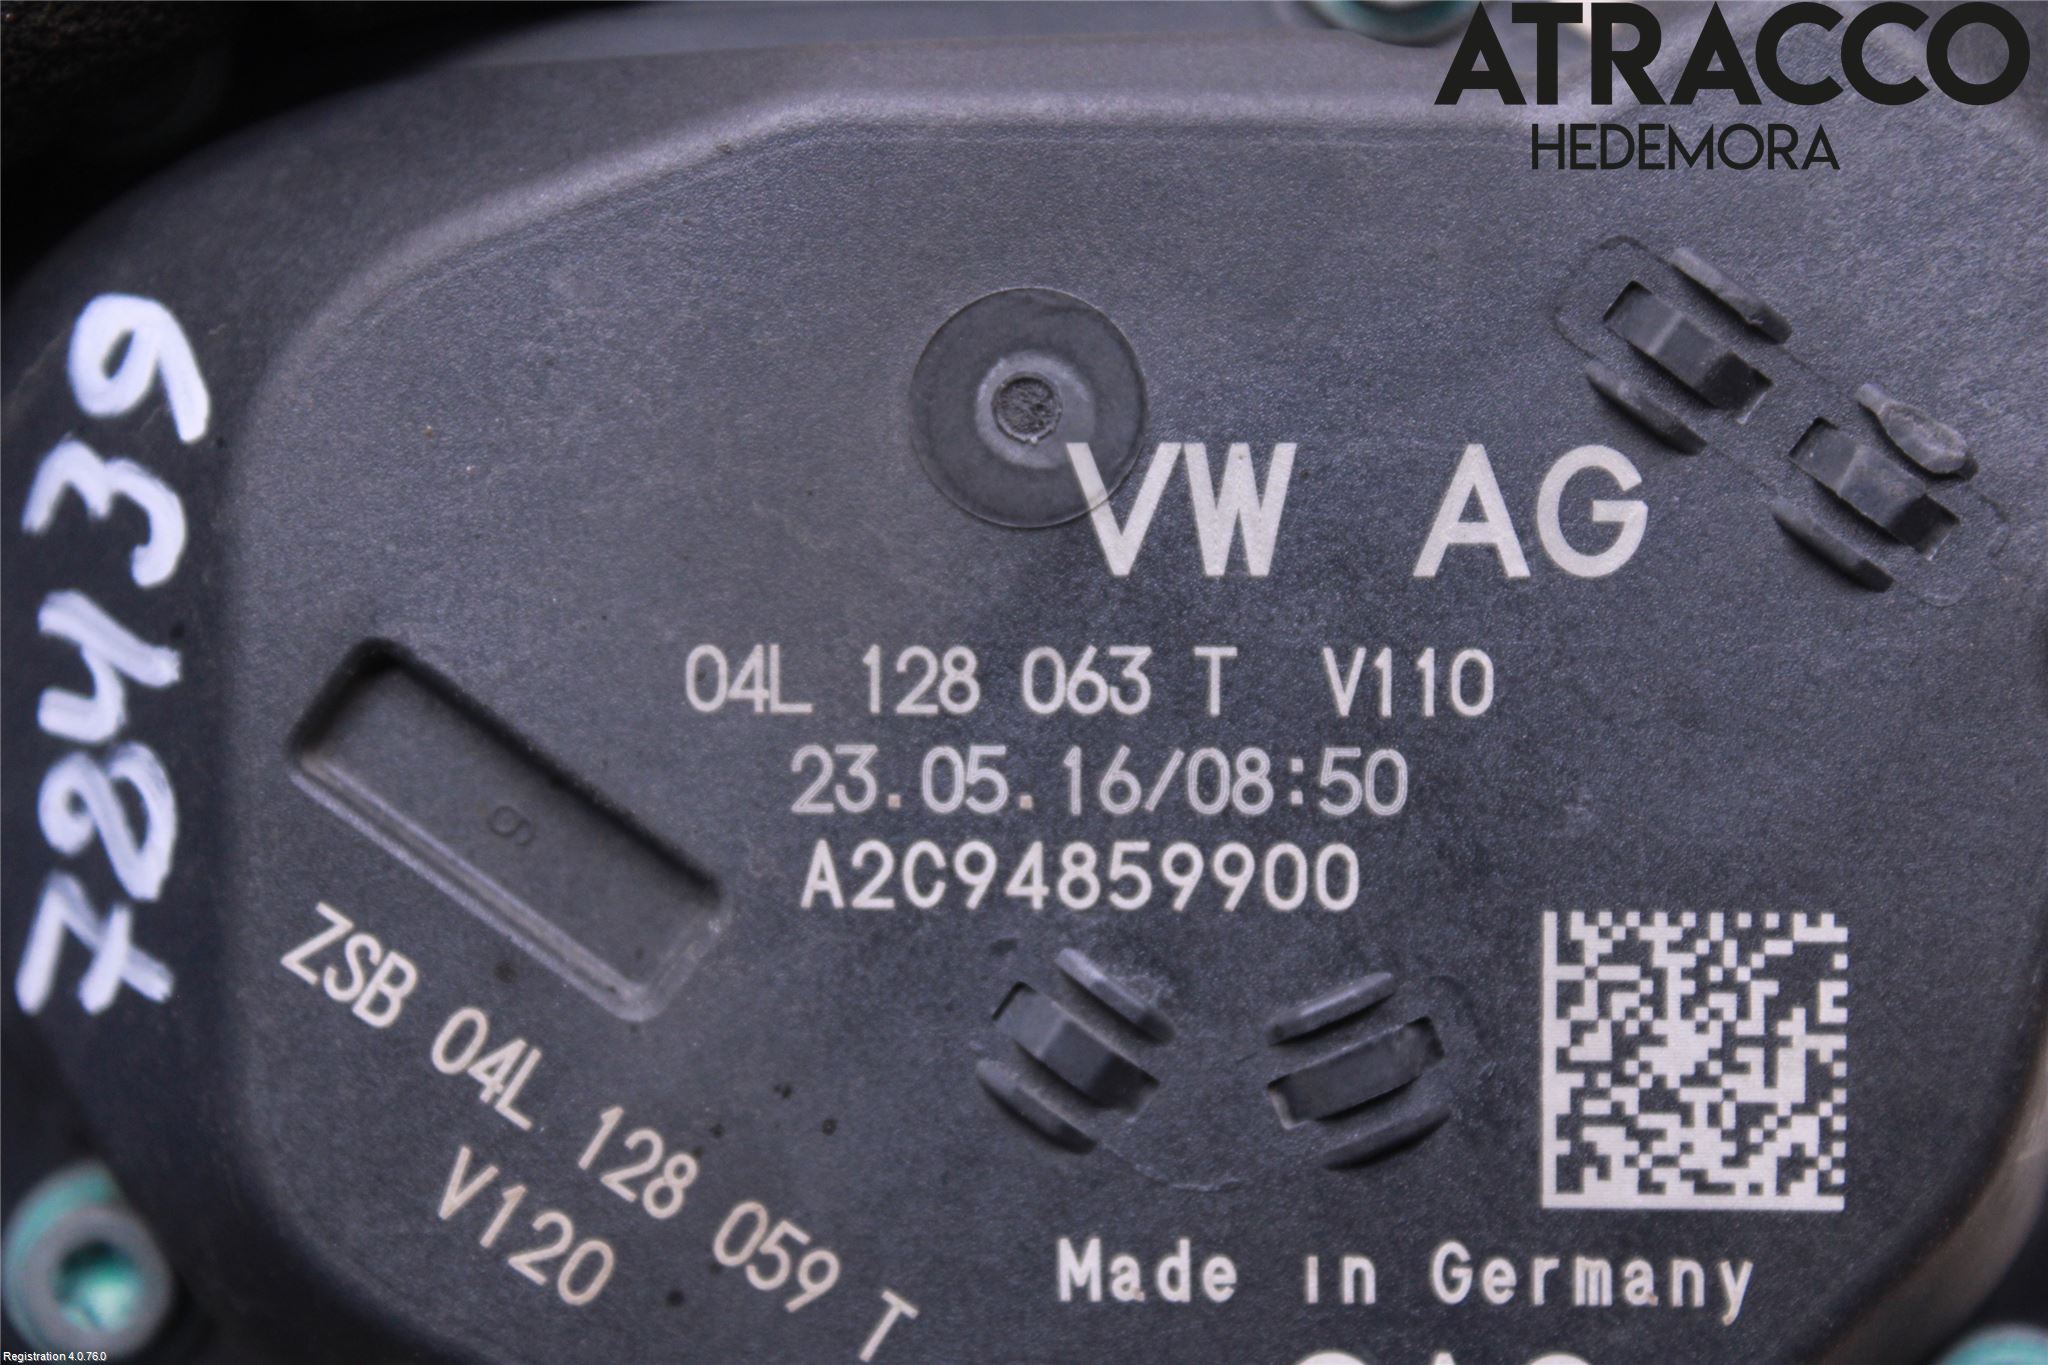 ATRACCO
HEDEMORA
78439
VW AG
04L 128 063 T V110
23.05.16/08:50
A2C94859900
9
ZSB 04L 128 059 T
V120
Made in Germany
Registration 4.0.76.0